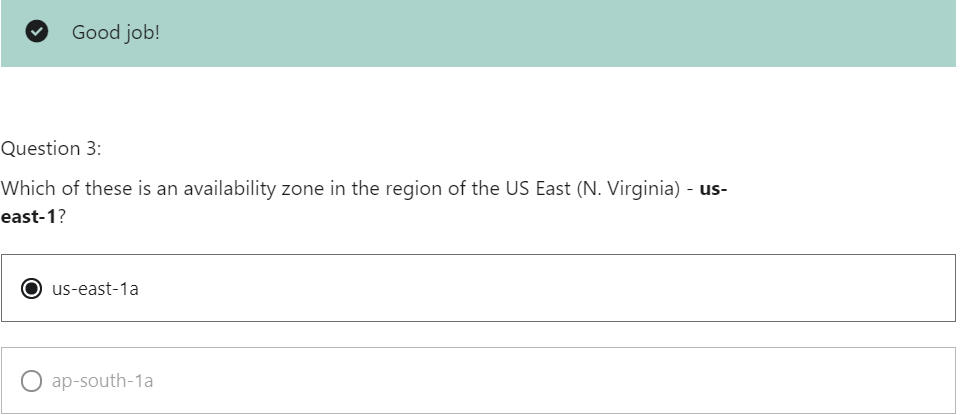 Good job!
Question 3:
Which of these is an availability zone in the region of the US East (N. Virginia) - us-
east-1?
us-east-1a
ap-south-1a